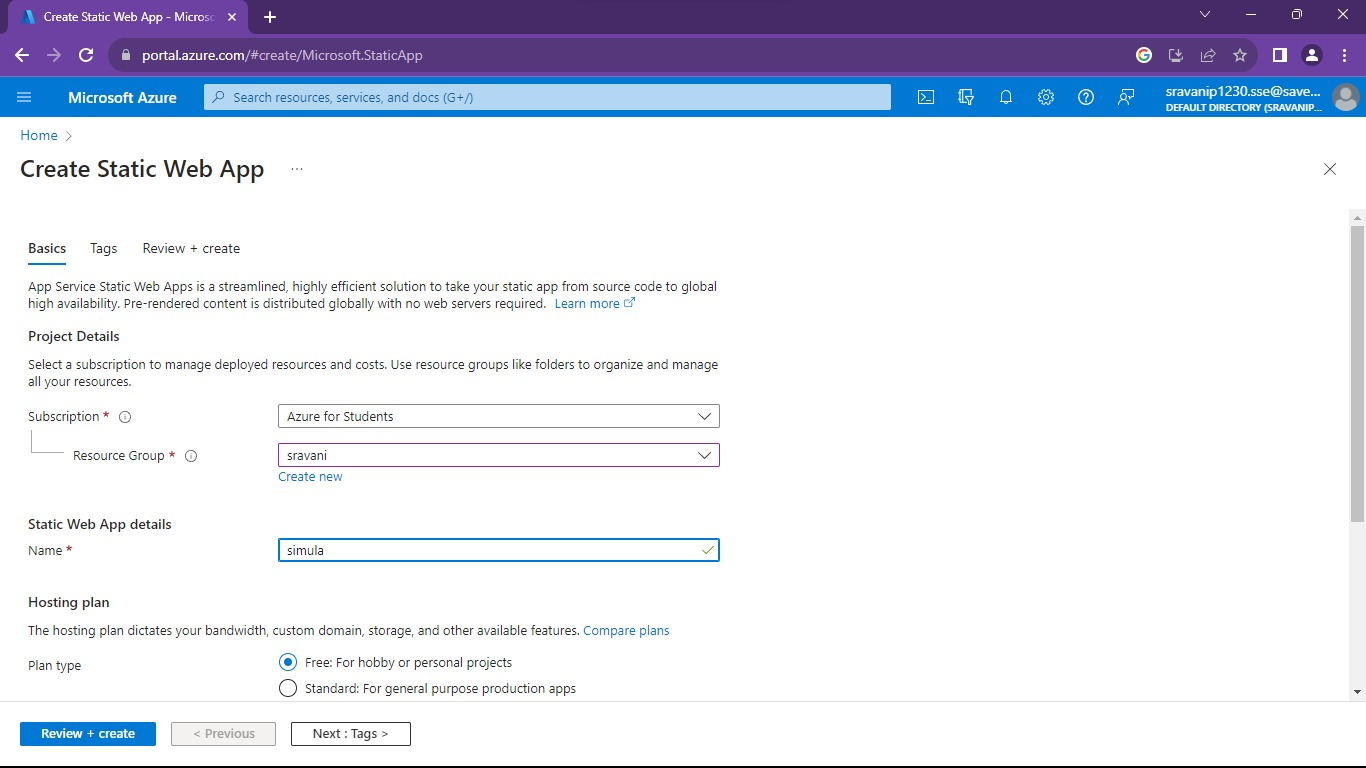 Create Static Web App - Micros
portal.azure.com/#create/Microsoft.StaticApp
Microsoft Azure
Search resources, services, and docs (G+/)
sravanip1230.sse@save...
DEFAULT DIRECTORY (SRAVANIP...
Home
Create Static Web App
Basics Tags Review + create
App Service Static Web Apps is a streamlined, highly efficient solution to take your static app from source code to global
high availability. Pre-rendered content is distributed globally with no web servers required. Learn more
Project Details
Select a subscription to manage deployed resources and costs. Use resource groups like folders to organize and manage
all your resources.
Subscription * Azure for Students
Resource Group * sravani
Create new
Static Web App details
Name * simula
Hosting plan
The hosting plan dictates your bandwidth, custom domain, storage, and other available features. Compare plans
Plan type Free: For hobby or personal projects
Standard: For general purpose production apps
Review + create < Previous Next : Tags >